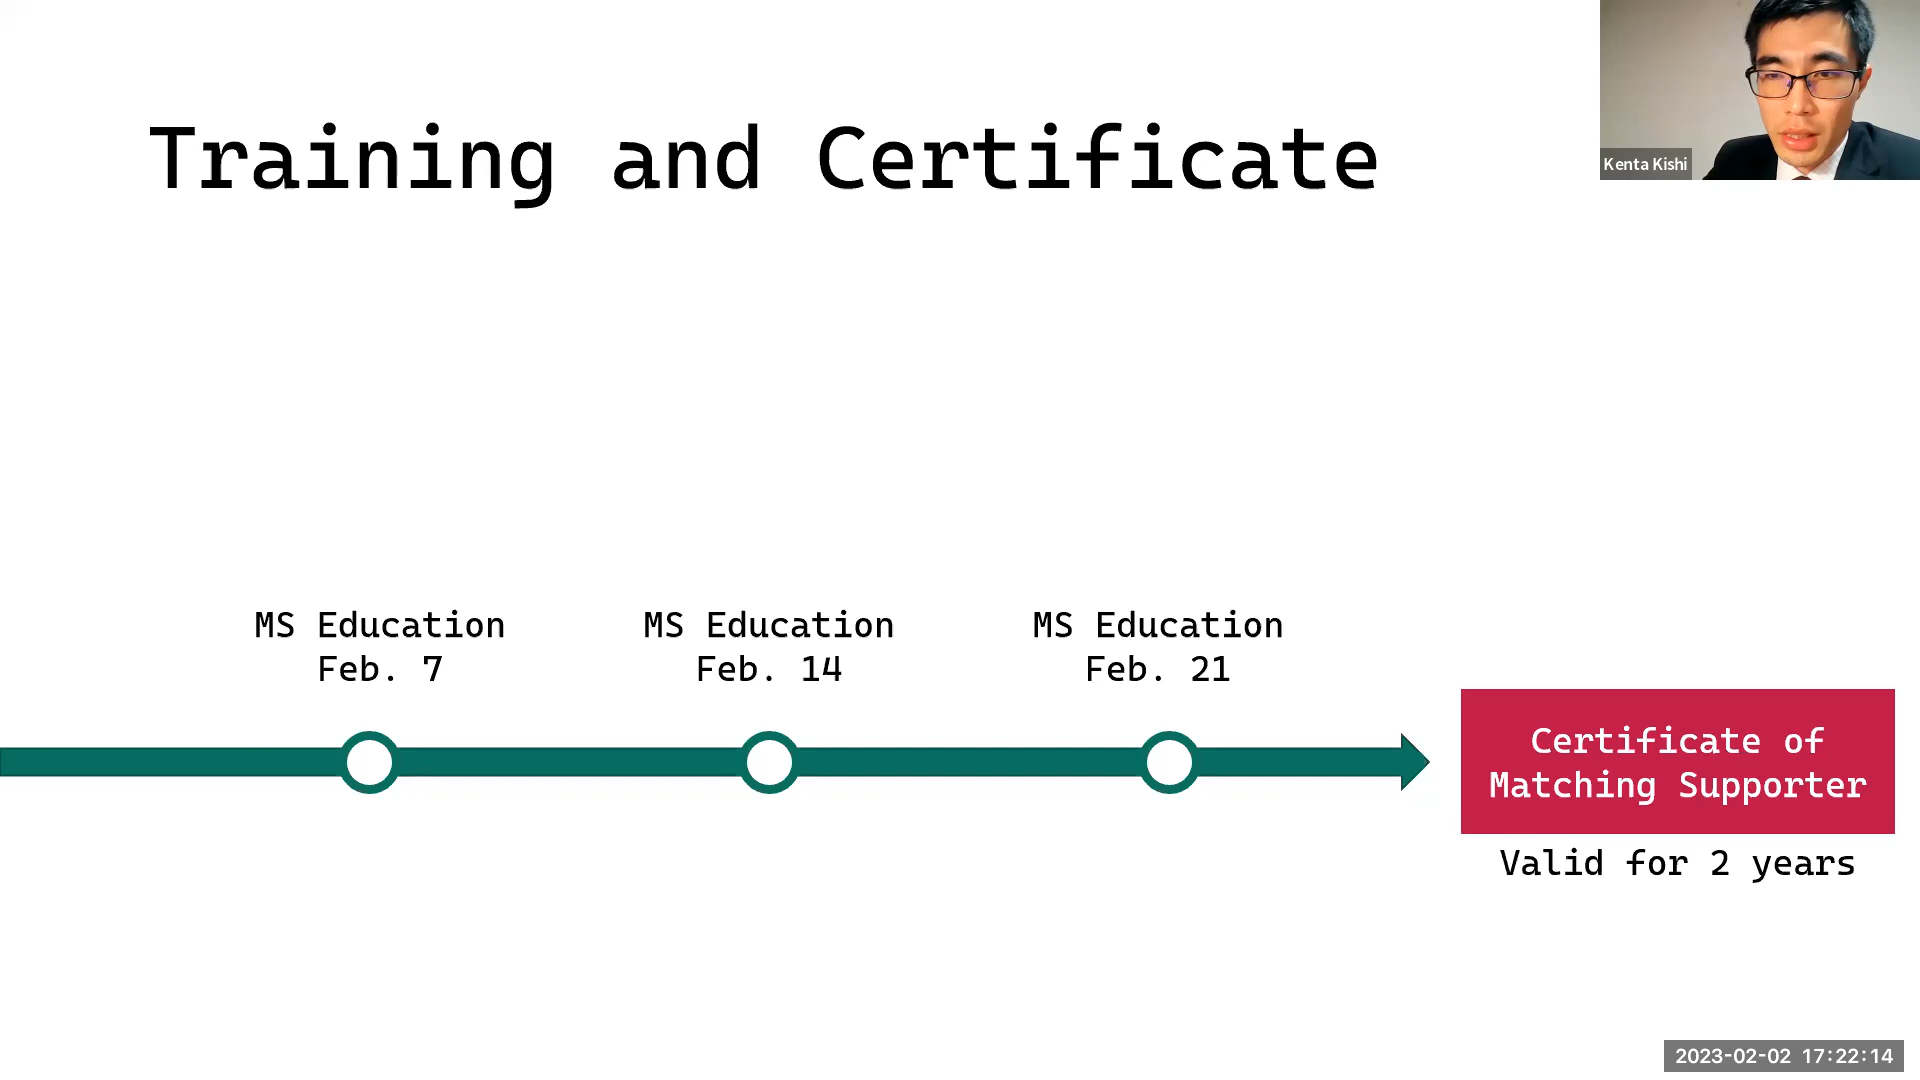 Training and Certificate
Kenta Kishi
MS Education
Feb. 7
MS Education
Feb. 14
MS Education
Feb. 21
Certificate of
Matching Supporter
Valid for 2 years
2023-02-02 17:22:14